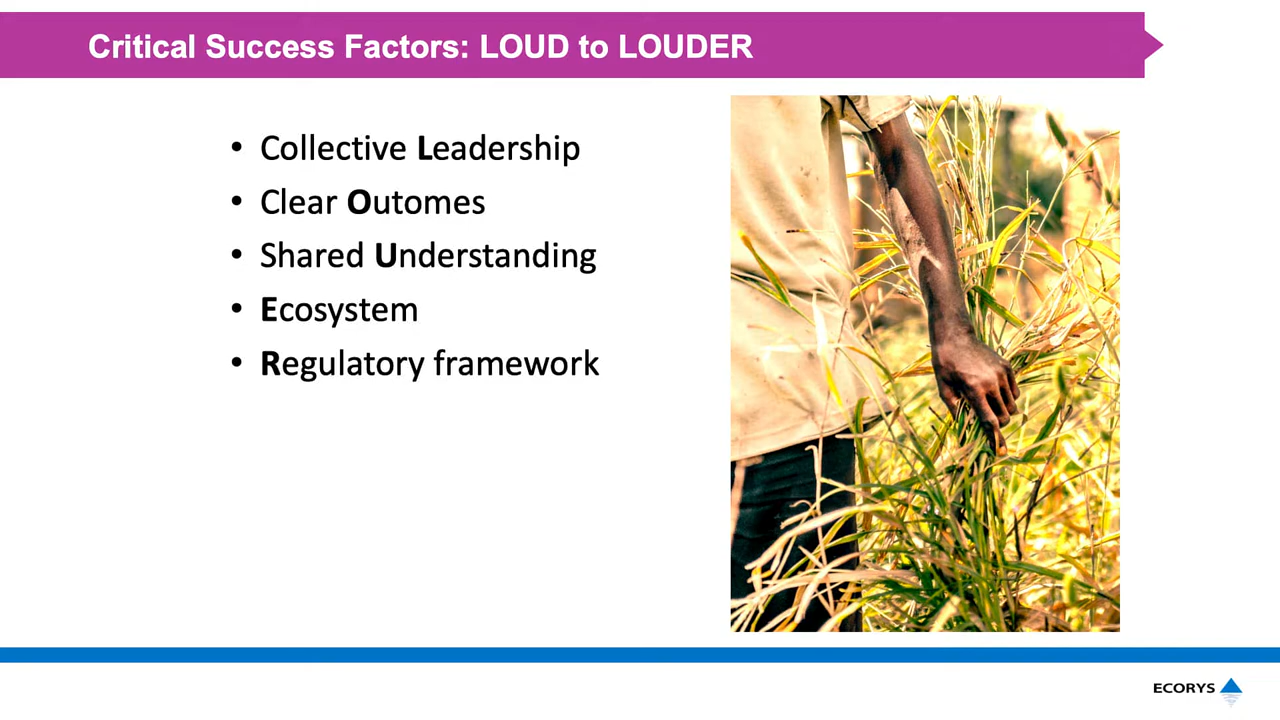 Critical Success Factors: LOUD to LOUDER
• Collective Leadership
• Clear Outomes
• Shared Understanding
• Ecosystem
• Regulatory framework
ECORYS